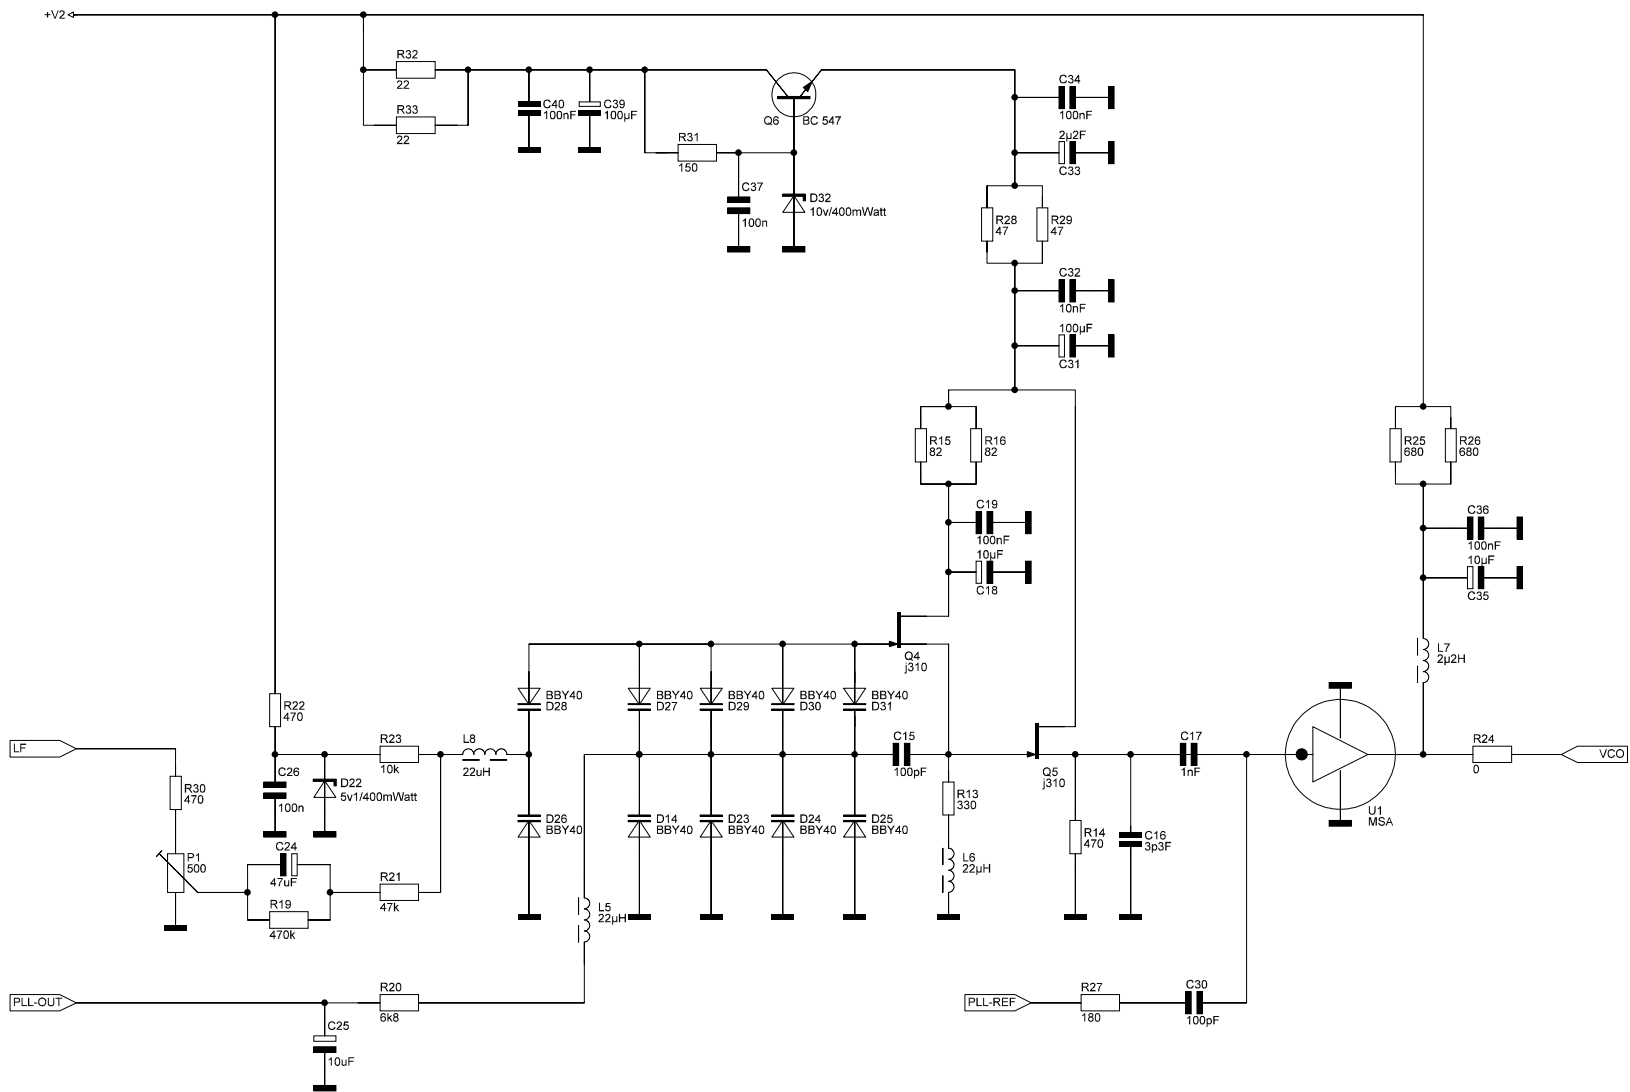 +V2
R32
22
R33
22
C40
100nF
C39
100µF
Q6
BC 547
R31
150
C37
100n
D32
10v/400mWatt
C34
100nF
2µ2F
C33
R28
47
R29
47
C32
10nF
100µF
C31
R15
82
R16
82
C19
100nF
10µF
C18
R25
680
R26
680
C36
100nF
10µF
C35
L7
2µ2H
Q4
j310
BBY40
D28
BBY40
D27
BBY40
D29
BBY40
D30
BBY40
D31
R22
470
LF
R23
10k
L8
22uH
C15
100pF
C17
1nF
R24
0
VCO
C26
100n
D22
5v1/400mWatt
R30
470
Q5
j310
R13
330
U1
MSA
D26
BBY40
D14
BBY40
D23
BBY40
D24
BBY40
D25
BBY40
R14
470
C16
3p3F
P1
500
C24
47uF
R21
47k
R19
470k
L6
22µH
L5
22µH
PLL-OUT
R20
6k8
C25
10uF
PLL-REF
R27
180
C30
100pF